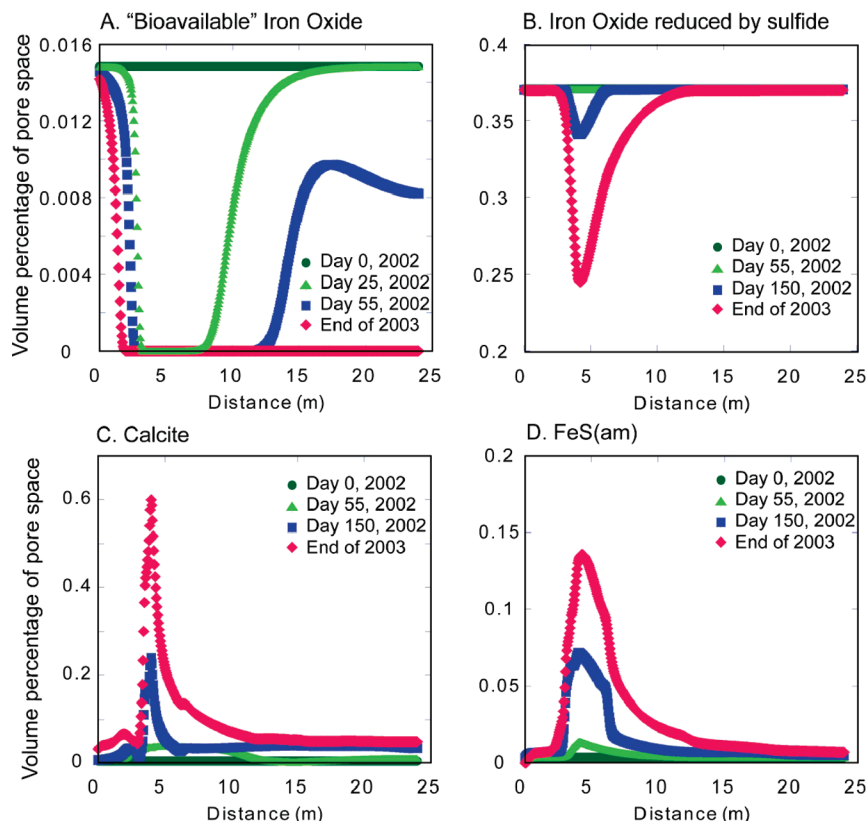 A. "Bioavailable" Iron Oxide
Volume percentage of pore space
0.016
0.012
0.008
0.004
0
Day 0, 2002
Day 25, 2002
Day 55, 2002
End of 2003
0 5 10 15 20 25
Distance (m)
B. Iron Oxide reduced by sulfide
0.4
0.35
0.3
0.25
0.2
Day 0, 2002
Day 55, 2002
Day 150, 2002
End of 2003
0 5 10 15 20 25
Distance (m)
C. Calcite
Volume percentage of pore space
0.6
0.4
0.2
0
Day 0, 2002
Day 55, 2002
Day 150, 2002
End of 2003
0 5 10 15 20 25
Distance (m)
D. FeS(am)
0.2
0.15
0.1
0.05
0
Day 0, 2002
Day 55, 2002
Day 150, 2002
End of 2003
0 5 10 15 20 25
Distance (m)